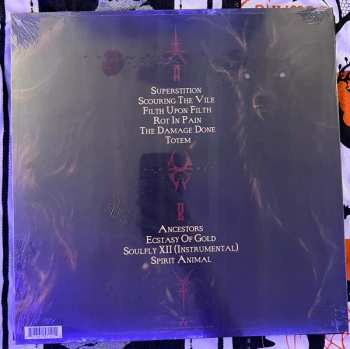 Superstition
Scouring The Vile
Filth Upon Filth
Rot In Pain
The Damage Done
Totem
Ancestors
Ecstasy Of Gold
Soulfly XII (Instrumental)
Spirit Animal